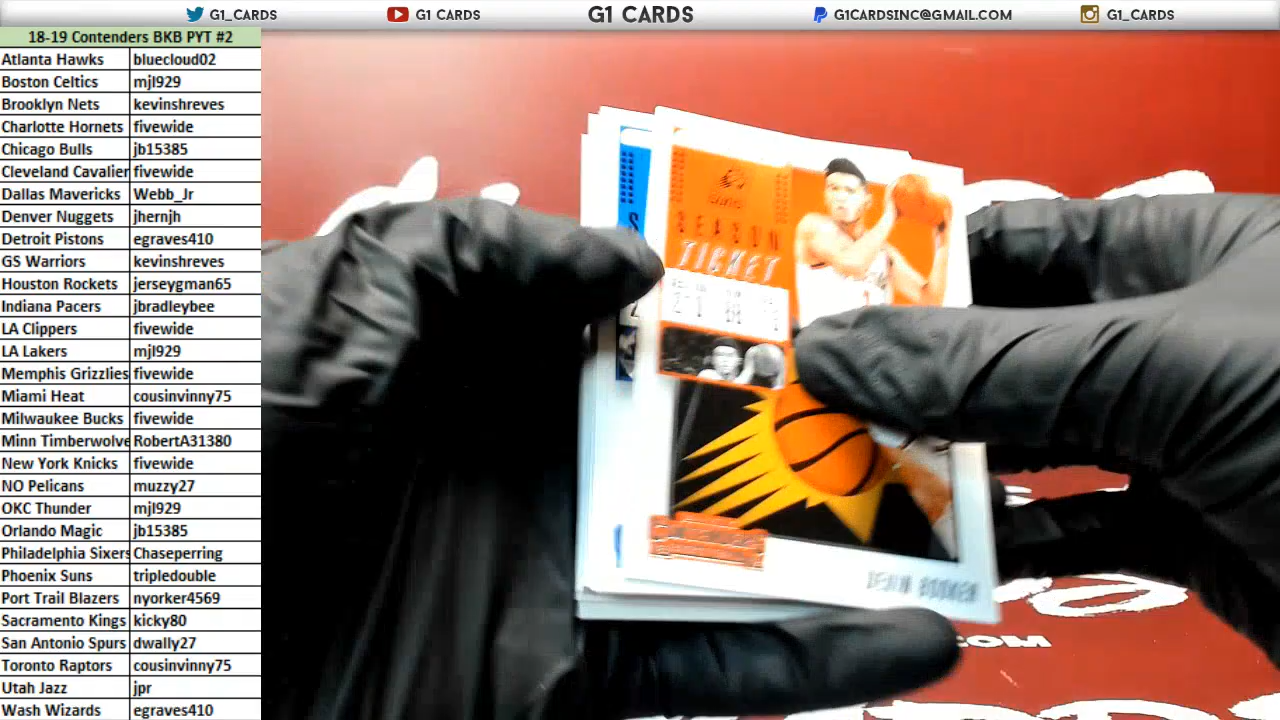 G1_CARDS G1 CARDS G1 CARDS G1CARDSINC@GMAIL.COM G1_CARDS
18-19 Contenders BKB PYT #2
Atlanta Hawks bluecloud02
Boston Celtics mjl929
Brooklyn Nets kevinshreves
Charlotte Hornets fivewide
Chicago Bulls jb15385
Cleveland Cavalier fivewide
Dallas Mavericks Webb_Jr
Denver Nuggets jhernjh
Detroit Pistons egraves410
GS Warriors kevinshreves
Houston Rockets jerseygman65
Indiana Pacers jbradleybee
LA Clippers fivewide
LA Lakers mjl929
Memphis Grizzlies fivewide
Miami Heat cousinvinny75
Milwaukee Bucks fivewide
Minn Timberwolve RobertA31380
New York Knicks fivewide
NO Pelicans muzzy27
OKC Thunder mjl929
Orlando Magic jb15385
Philadelphia Sixers Chaseperring
Phoenix Suns tripledouble
Port Trail Blazers nyorker4569
Sacramento Kings kicky80
San Antonio Spurs dwally27
Toronto Raptors cousinvinny75
Utah Jazz jpr
Wash Wizards egraves410
SEASON
TICKET
DEVIN BOOKER
.COM